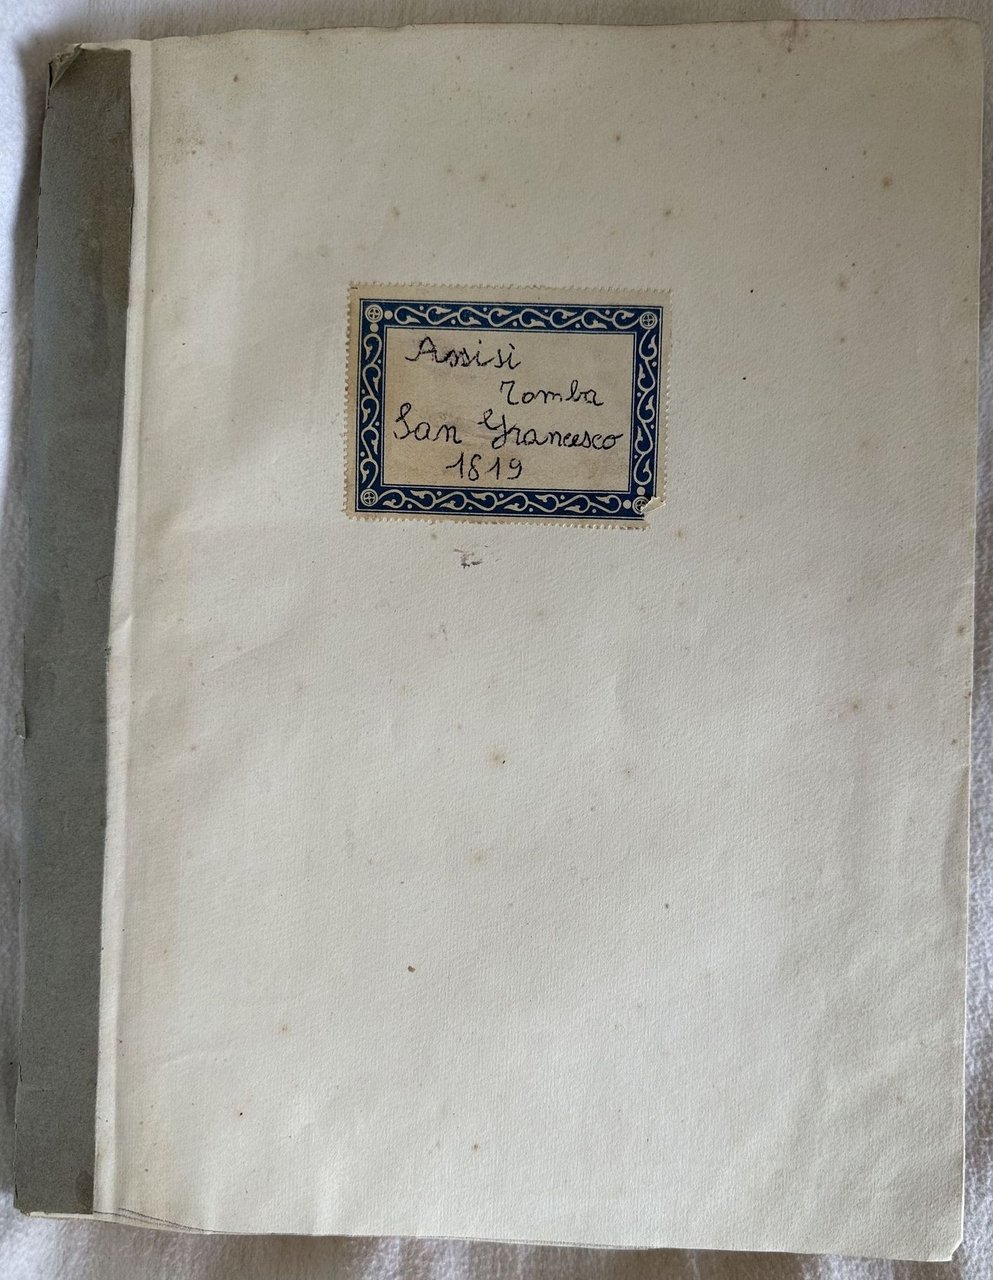 Assisi
Tomba
San Francesco
1819